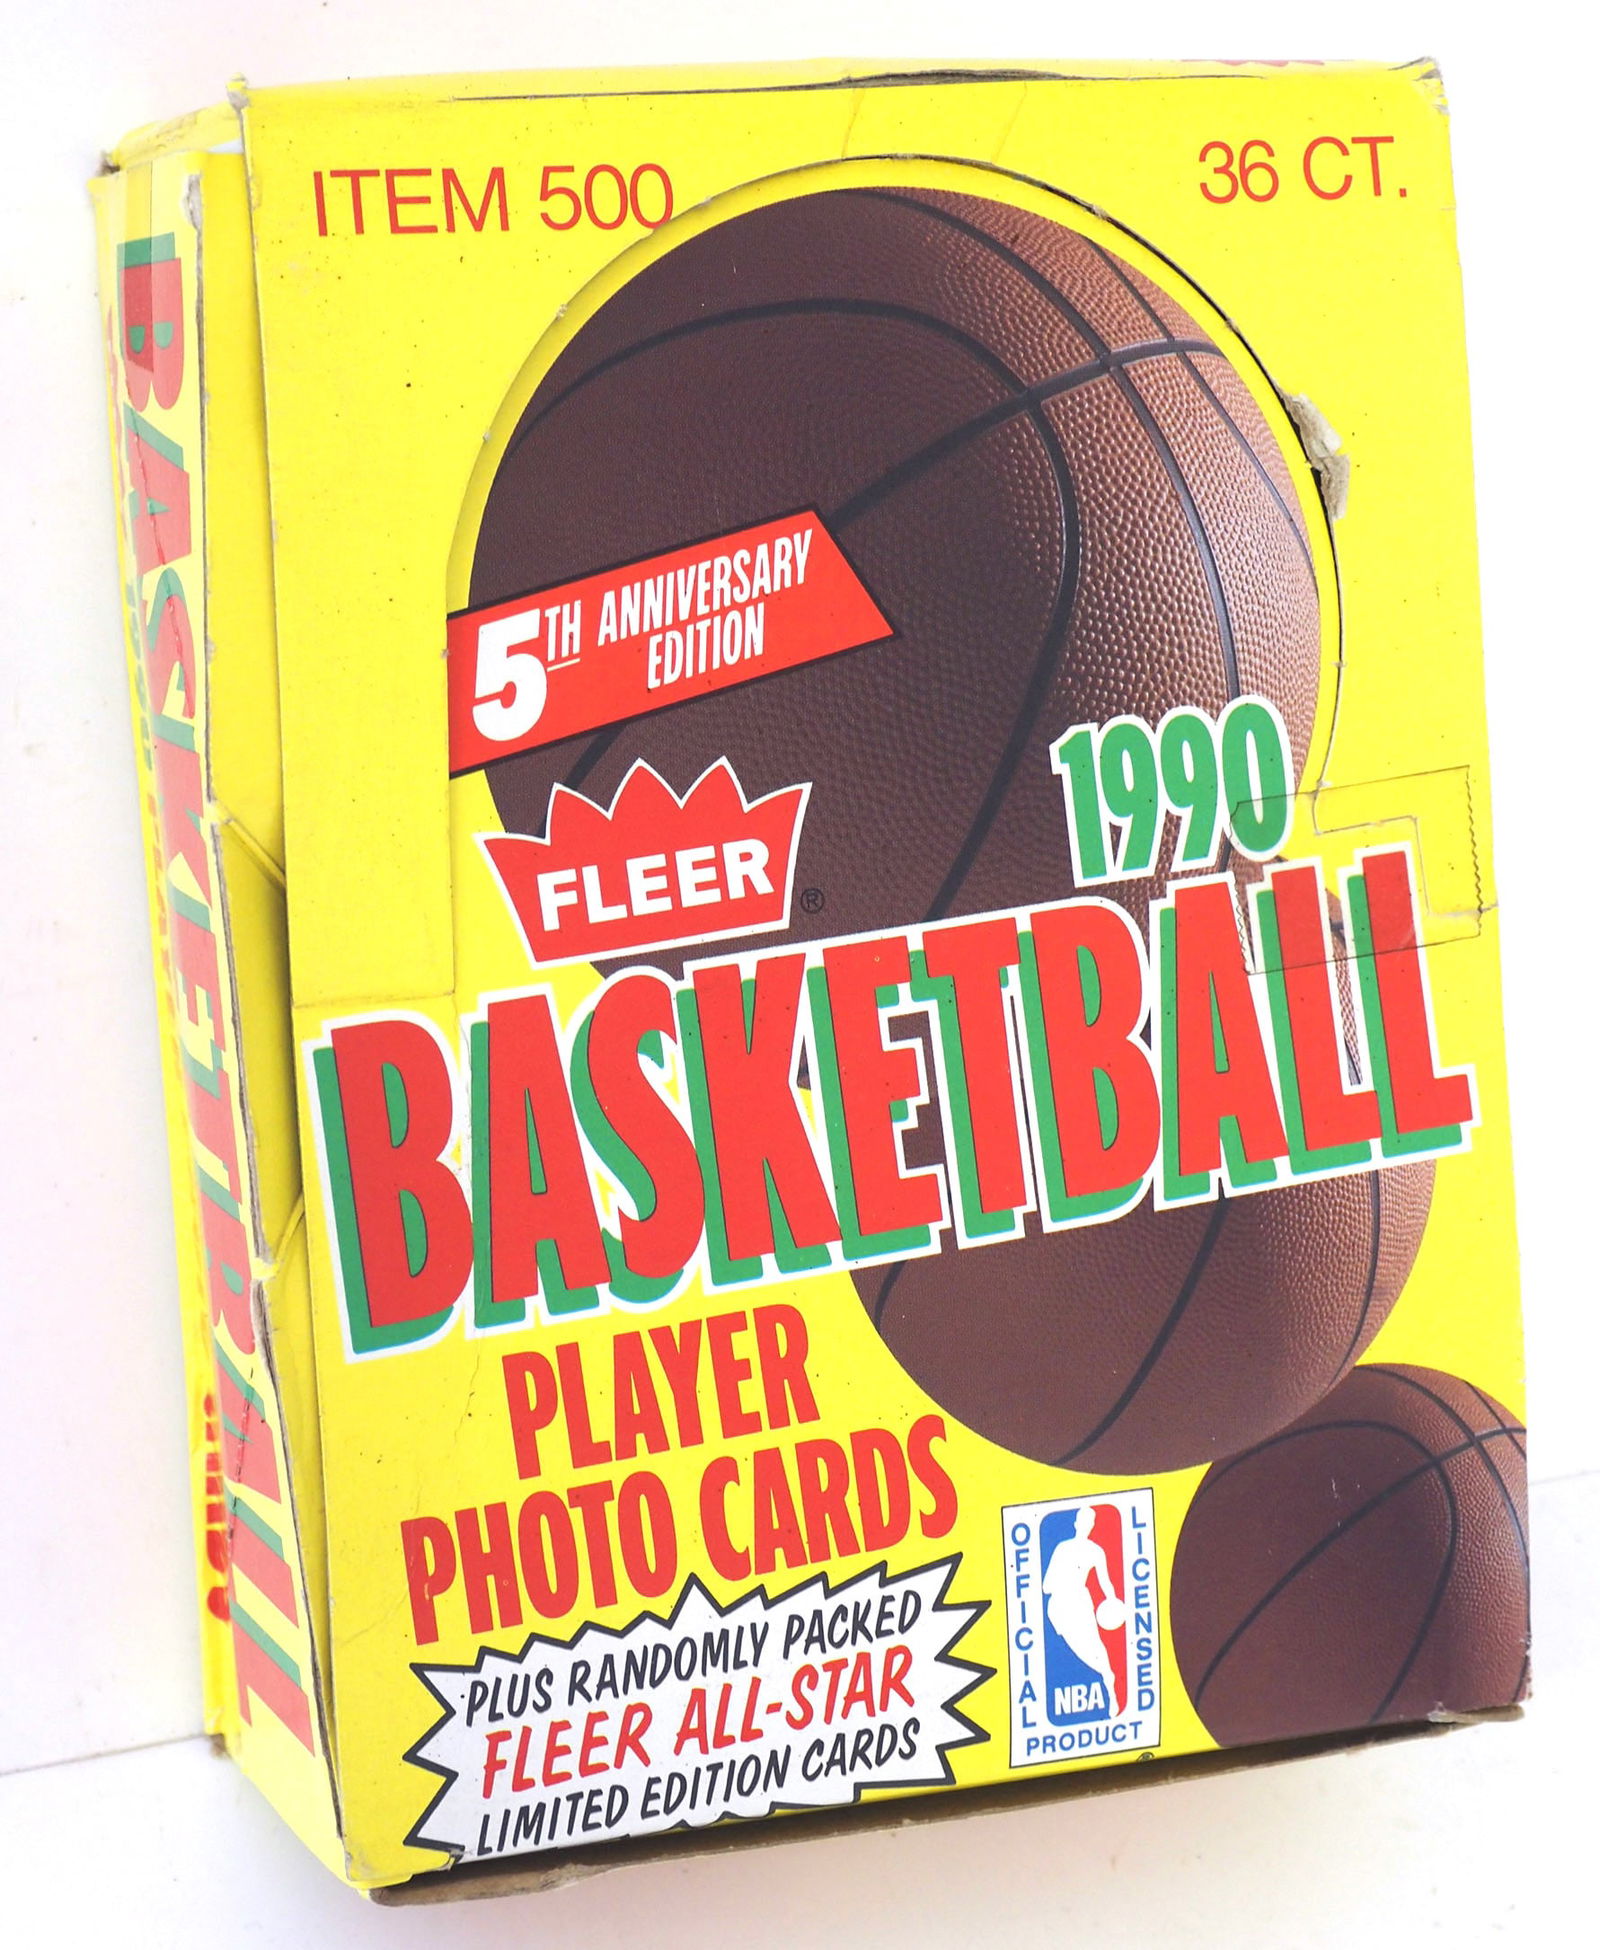 ITEM 500
36 CT.
5TH ANNIVERSARY
EDITION
1990
FLEER ®
BASKETBALL
PLAYER
PHOTO CARDS
PLUS RANDOMLY PACKED
FLEER ALL-STAR
LIMITED EDITION CARDS
OFFICIAL
LICENSED
NBA
PRODUCT
BASKETBALL